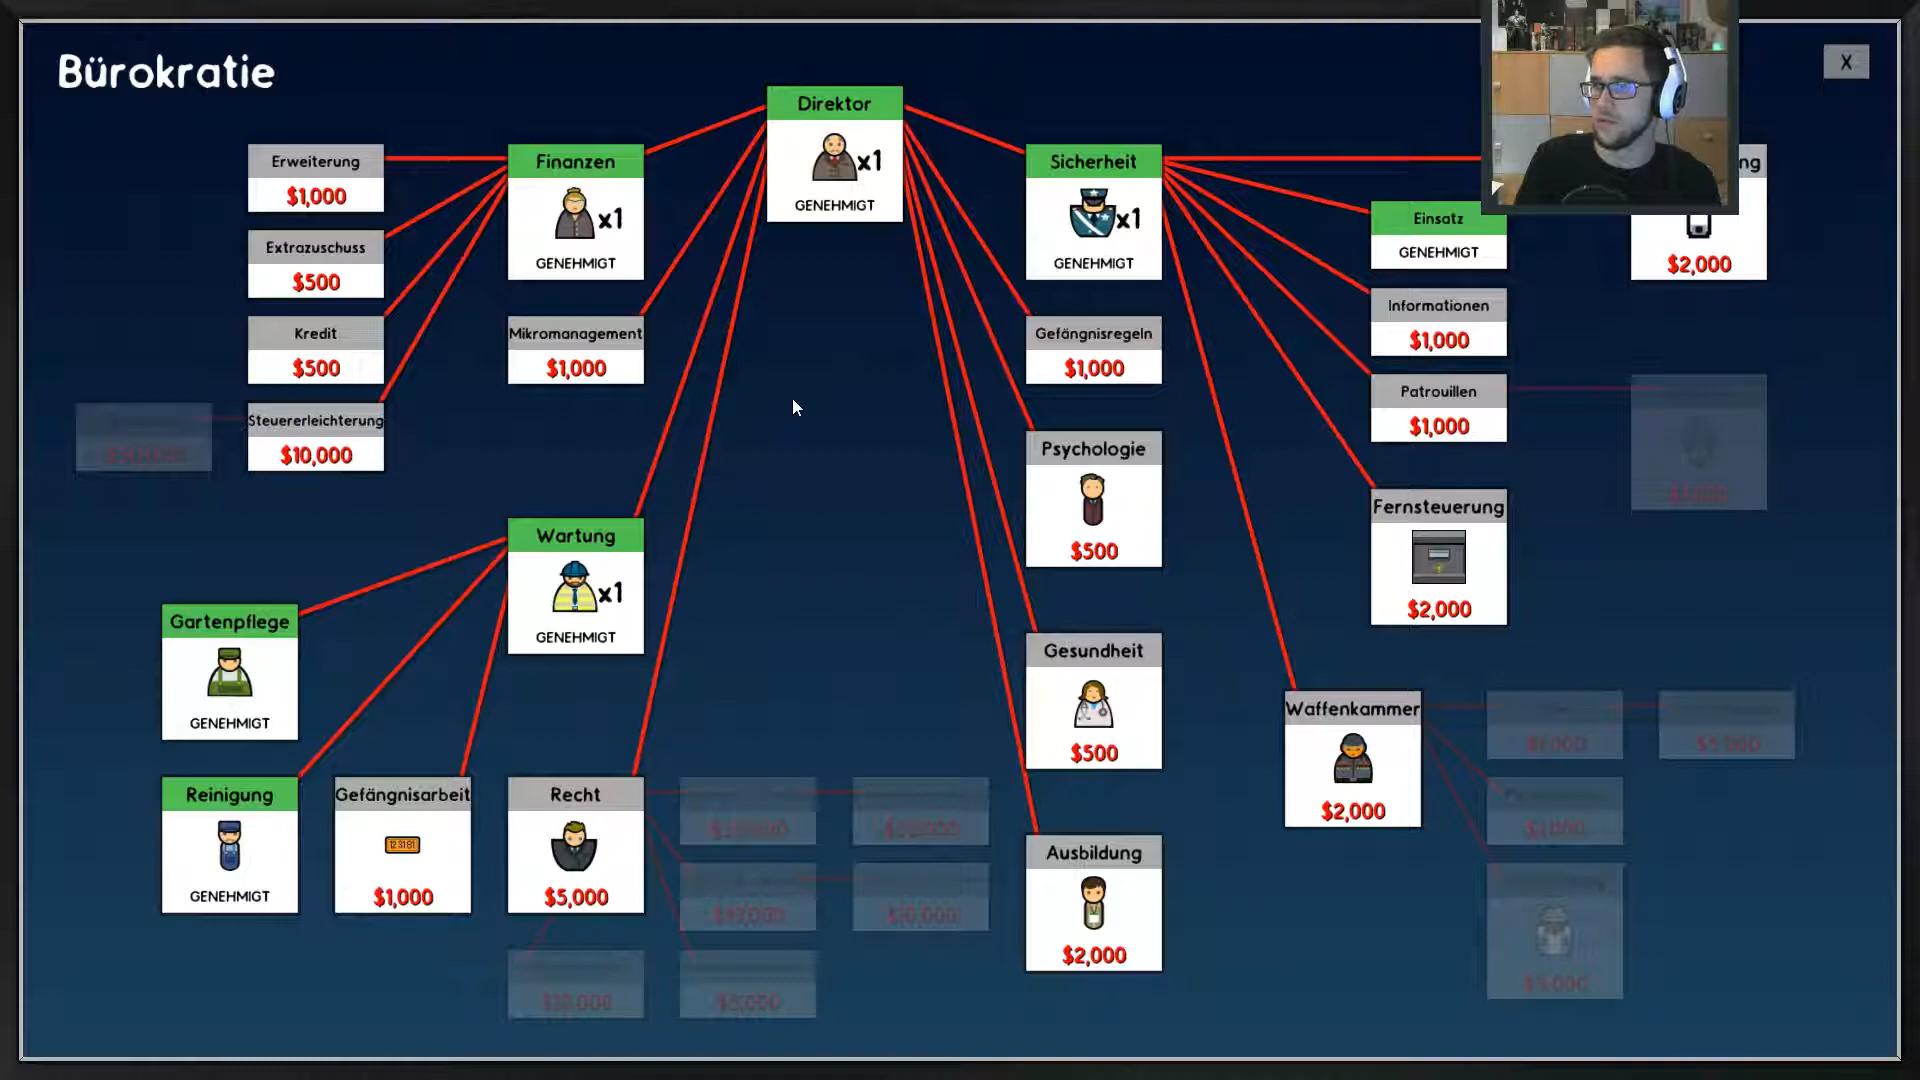 Bürokratie
X
Direktor
x1
GENEHMIGT
Erweiterung
$1,000
Finanzen
x1
GENEHMIGT
Sicherheit
x1
GENEHMIGT
ng
$2,000
Extrazuschuss
$500
Einsatz
GENEHMIGT
Kredit
$500
Mikromanagement
$1,000
Gefängnisregeln
$1,000
Informationen
$1,000
Steuererleichterung
$10,000
Patrouillen
$1,000
Psychologie
$500
Fernsteuerung
$2,000
Wartung
x1
GENEHMIGT
Gartenpflege
GENEHMIGT
Gesundheit
$500
Waffenkammer
$2,000
Reinigung
GENEHMIGT
Gefängnisarbeit
$1,000
Recht
$5,000
Ausbildung
$2,000